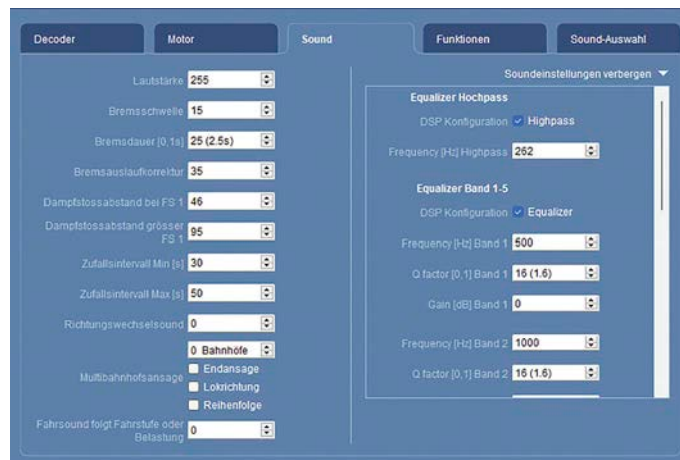 Decoder
Motor
Sound
Funktionen
Sound-Auswahl
Lautstärke 255
Bremsschwelle 15
Bremsdauer [0,1s] 25 (2.5s)
Bremsauslaufkorrektur 35
Dampfstossabstand bei FS 1 46
Dampfstossabstand grösser
FS 1 95
Zufallsintervall Min [s] 30
Zufallsintervall Max [s] 50
Richtungswechselsound 0
0 Bahnhöfe
Multibahnhofsansage
Endansage
Lokrichtung
Reihenfolge
Fahrsound folgt Fahrstufe oder
Belastung 0
Soundeinstellungen verbergen
Equalizer Hochpass
DSP Konfiguration Highpass
Frequency [Hz] Highpass 262
Equalizer Band 1-5
DSP Konfiguration Equalizer
Frequency [Hz] Band 1 500
Q factor [0,1] Band 1 16 (1.6)
Gain [dB] Band 1 0
Frequency [Hz] Band 2 1000
Q factor [0,1] Band 2 16 (1.6)